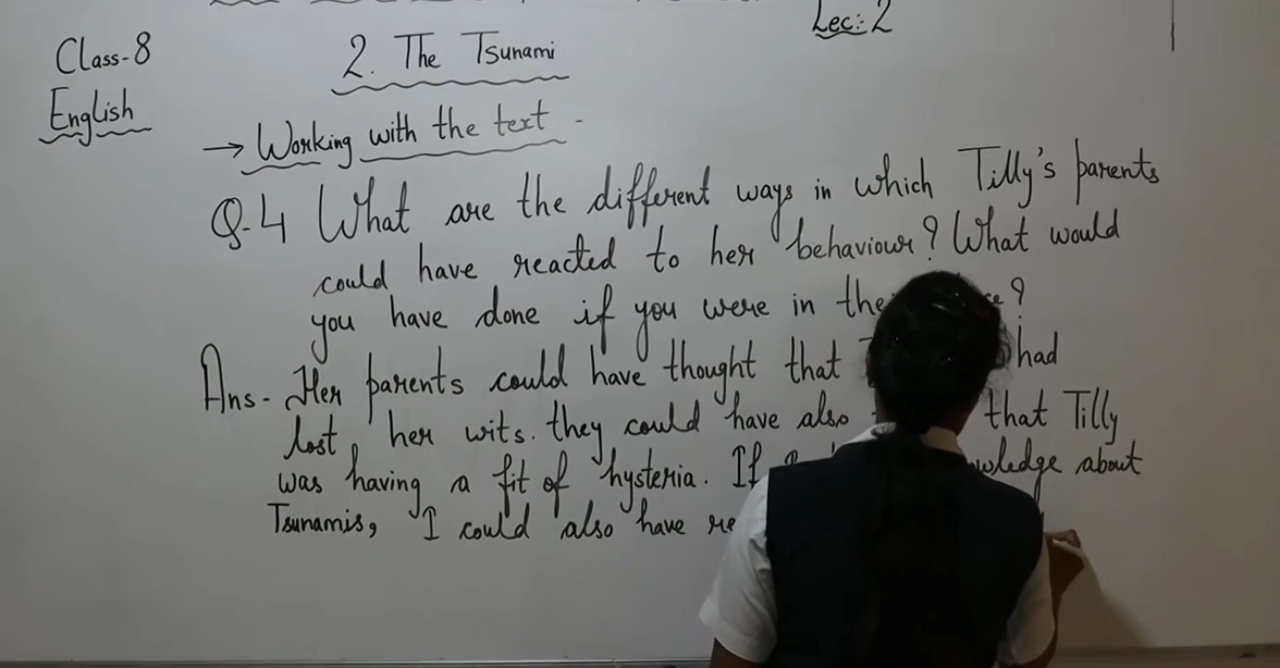 Lec:2
Class-8
2. The Tsunami
English
→ Working with the text -
Q.4 What are the different ways in which Tilly's parents
could have reacted to her behaviour? What would
you have done if you were in
Ans- Her parents could have thought that had
lost, her wits. they could have also that Tilly
was having a fit of hysteria. If about
Tsunamis, I could also have